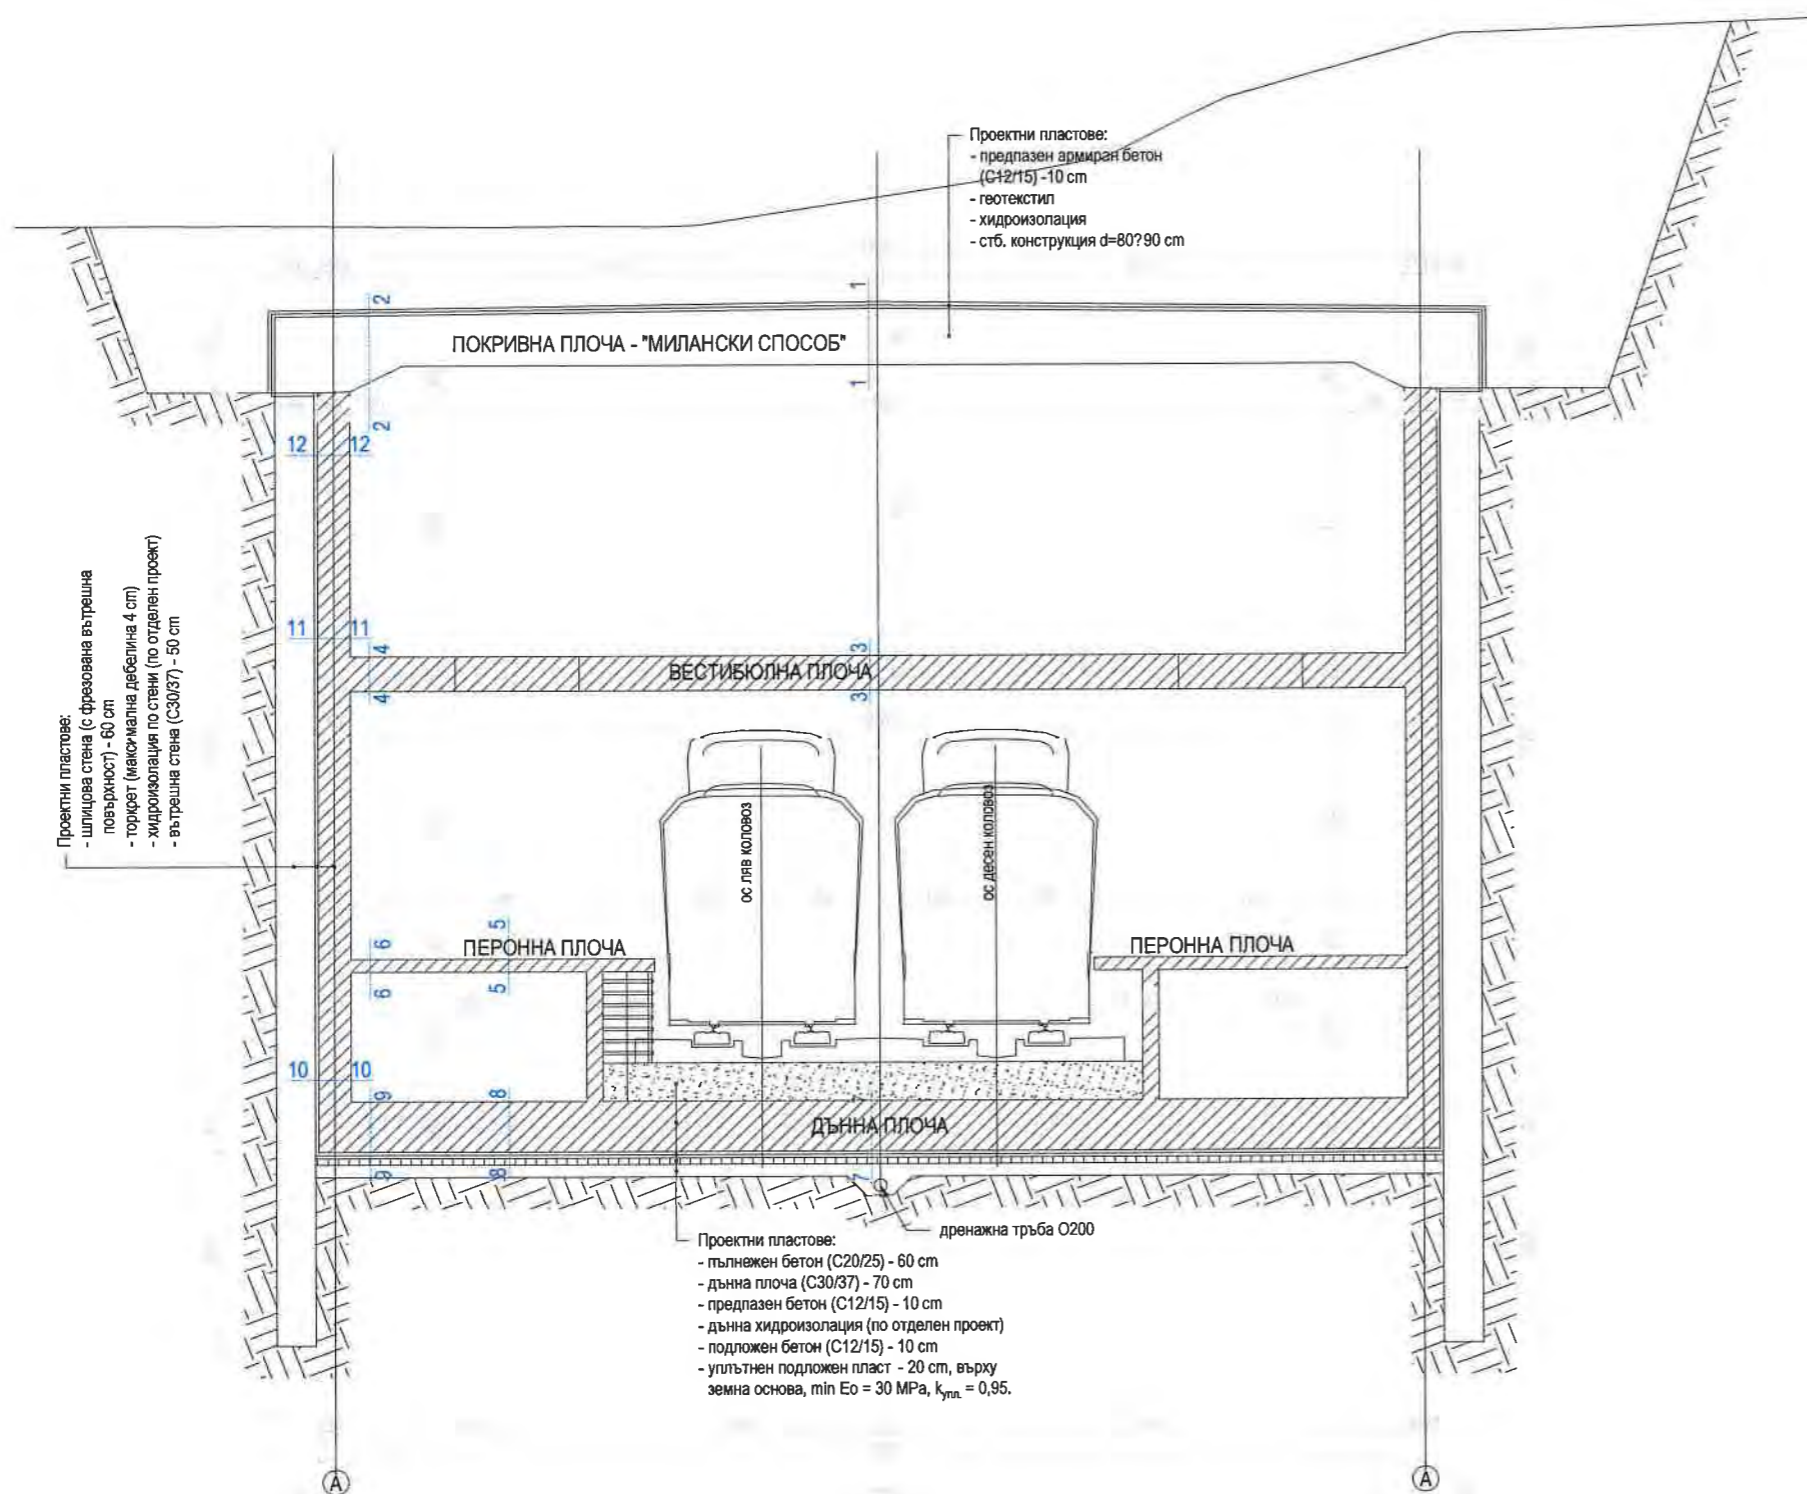 Проектни пластове:
- предпазен армиран бетон
(C12/15) -10 cm
- геотекстил
- хидроизолация
- стб. конструкция d=80?90 cm
2
1
ПОКРИВНА ПЛОЧА - "МИЛАНСКИ СПОСОБ"
1
2
12
12
Проектни пластове:
- шлицова стена (с фрезована вътрешна
повърхност) - 60 cm
- торкрет (максимална дебелина 4 cm)
- хидроизолация по стени (по отделен проект)
- вътрешна стена (C30/37) - 50 cm
11
11
4
3
ВЕСТИБЮЛНА ПЛОЧА
4
3
ос ляв коловоз
ос десен коловоз
6
5
ПЕРОННА ПЛОЧА
ПЕРОННА ПЛОЧА
6
5
10
10
9
8
7
ДЪННА ПЛОЧА
9
8
7
дренажна тръба O200
Проектни пластове:
- пълнежен бетон (C20/25) - 60 cm
- дънна плоча (C30/37) - 70 cm
- предпазен бетон (C12/15) - 10 cm
- дънна хидроизолация (по отделен проект)
- подложен бетон (C12/15) - 10 cm
- уплътнен подложен пласт - 20 cm, върху
земна основа, min Eo = 30 MPa, kупл. = 0,95.
A
A